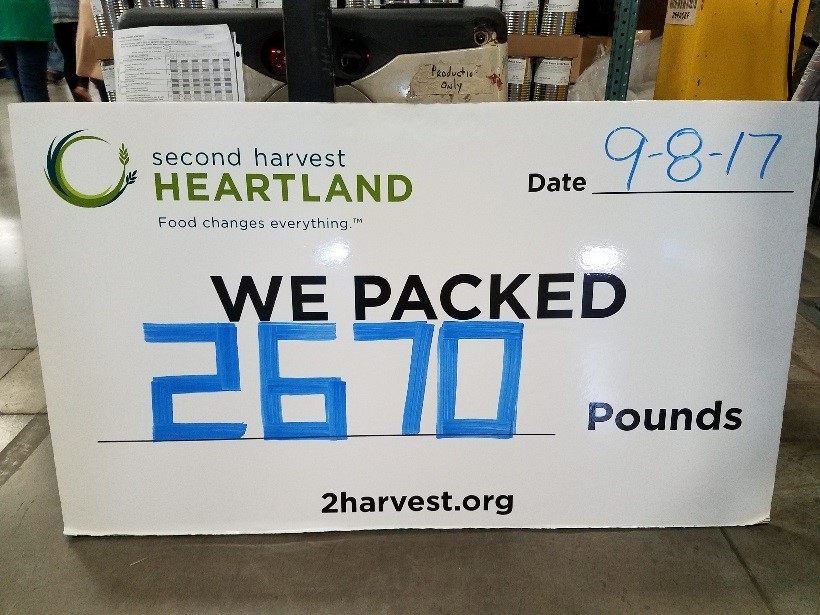 Production
Only
second harvest
HEARTLAND
Food changes everything.™
Date 9-8-17
WE PACKED
2670 Pounds
2harvest.org